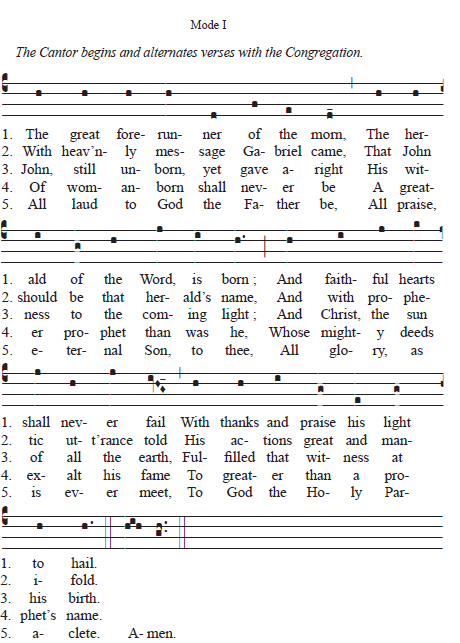 Mode I
The Cantor begins and alternates verses with the Congregation.
1. The great fore- run- ner of the morn, The her-
2. With heav'n- ly mes- sage Ga- briel came, That John
3. John, still un- born, yet gave a- right His wit-
4. Of wom- an- born shall nev- er be A great-
5. All laud to God the Fa- ther be, All praise,
1. ald of the Word, is born ; And faith- ful hearts
2. should be that her- ald's name, And with pro- phe-
3. ness to the com- ing light ; And Christ, the sun
4. er pro- phet than was he, Whose might- y deeds
5. e- ter- nal Son, to thee, All glo- ry, as
1. shall nev- er fail With thanks and praise his light
2. tic ut- t'rance told His ac- tions great and man-
3. of all the earth, Ful- filled that wit- ness at
4. ex- alt his fame To great- er than a pro-
5. is ev- er meet, To God the Ho- ly Par-
1. to hail.
2. i- fold.
3. his birth.
4. phet's name.
5. a- clete. A- men.